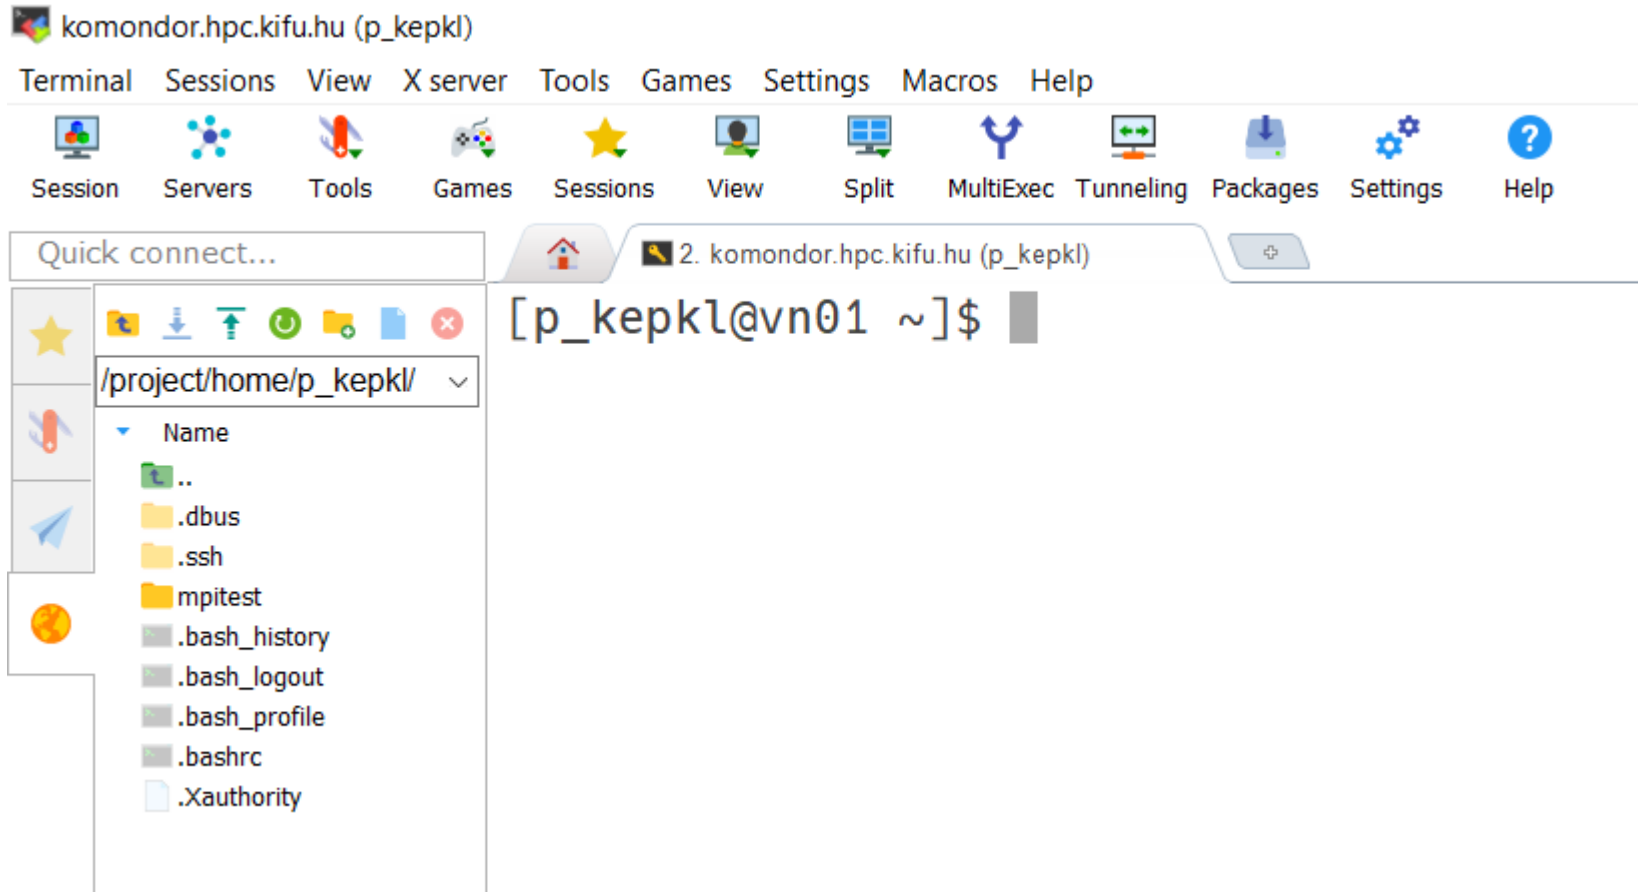 komondor.hpc.kifu.hu (p_kepkl)
Terminal Sessions View X server Tools Games Settings Macros Help
Session Servers Tools Games Sessions View Split MultiExec Tunneling Packages Settings Help
Quick connect...
2. komondor.hpc.kifu.hu (p_kepkl)
[p_kepkl@vn01 ~]$
/project/home/p_kepkl/
Name
..
.dbus
.ssh
mpitest
.bash_history
.bash_logout
.bash_profile
.bashrc
.Xauthority